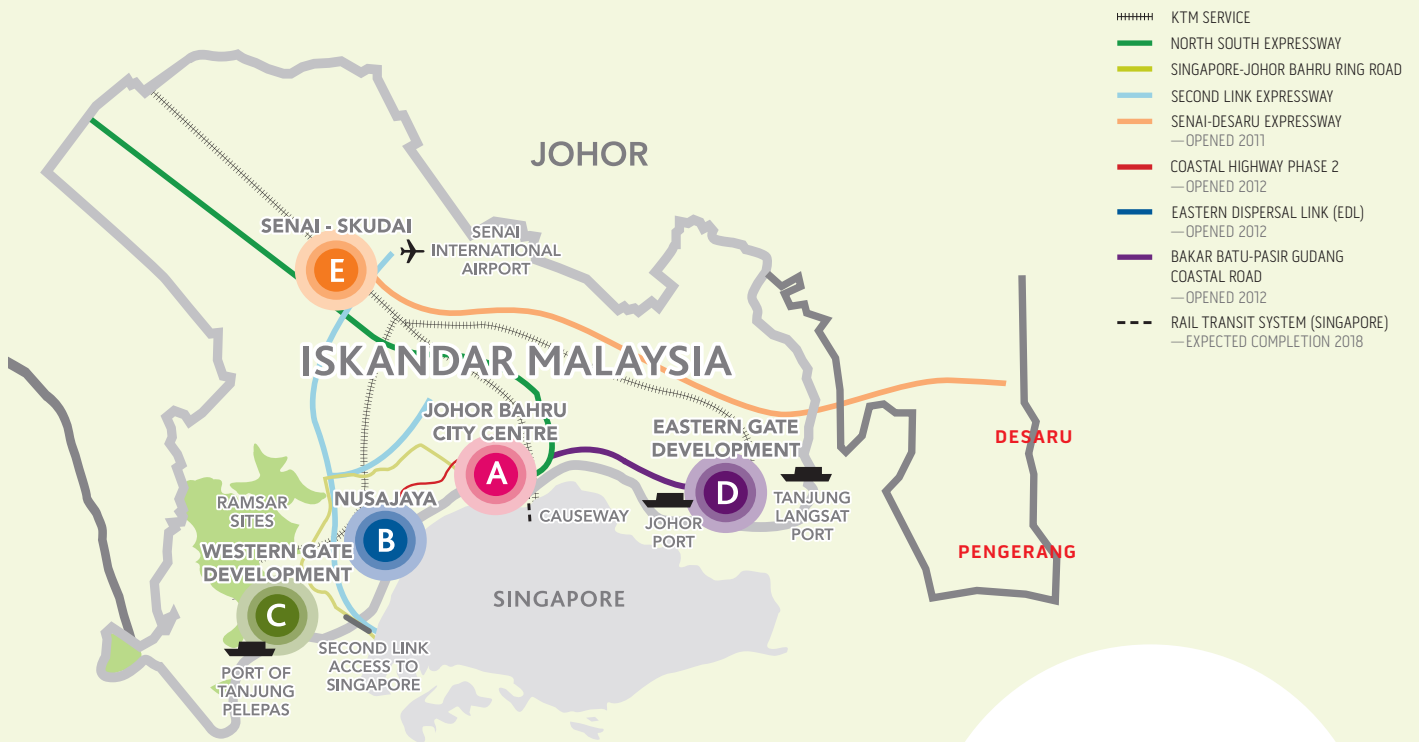 KTM SERVICE
NORTH SOUTH EXPRESSWAY
SINGAPORE-JOHOR BAHRU RING ROAD
SECOND LINK EXPRESSWAY
SENAI-DESARU EXPRESSWAY
—OPENED 2011
COASTAL HIGHWAY PHASE 2
—OPENED 2012
EASTERN DISPERSAL LINK (EDL)
—OPENED 2012
BAKAR BATU-PASIR GUDANG
COASTAL ROAD
—OPENED 2012
RAIL TRANSIT SYSTEM (SINGAPORE)
—EXPECTED COMPLETION 2018
JOHOR
SENAI - SKUDAI
E
SENAI
INTERNATIONAL
AIRPORT
ISKANDAR MALAYSIA
JOHOR BAHRU
CITY CENTRE
A
EASTERN GATE
DEVELOPMENT
D
DESARU
RAMSAR
SITES
NUSAJAYA
B
CAUSEWAY
JOHOR
PORT
TANJUNG
LANGSAT
PORT
PENGERANG
WESTERN GATE
DEVELOPMENT
C
SINGAPORE
SECOND LINK
ACCESS TO
SINGAPORE
PORT OF
TANJUNG
PELEPAS